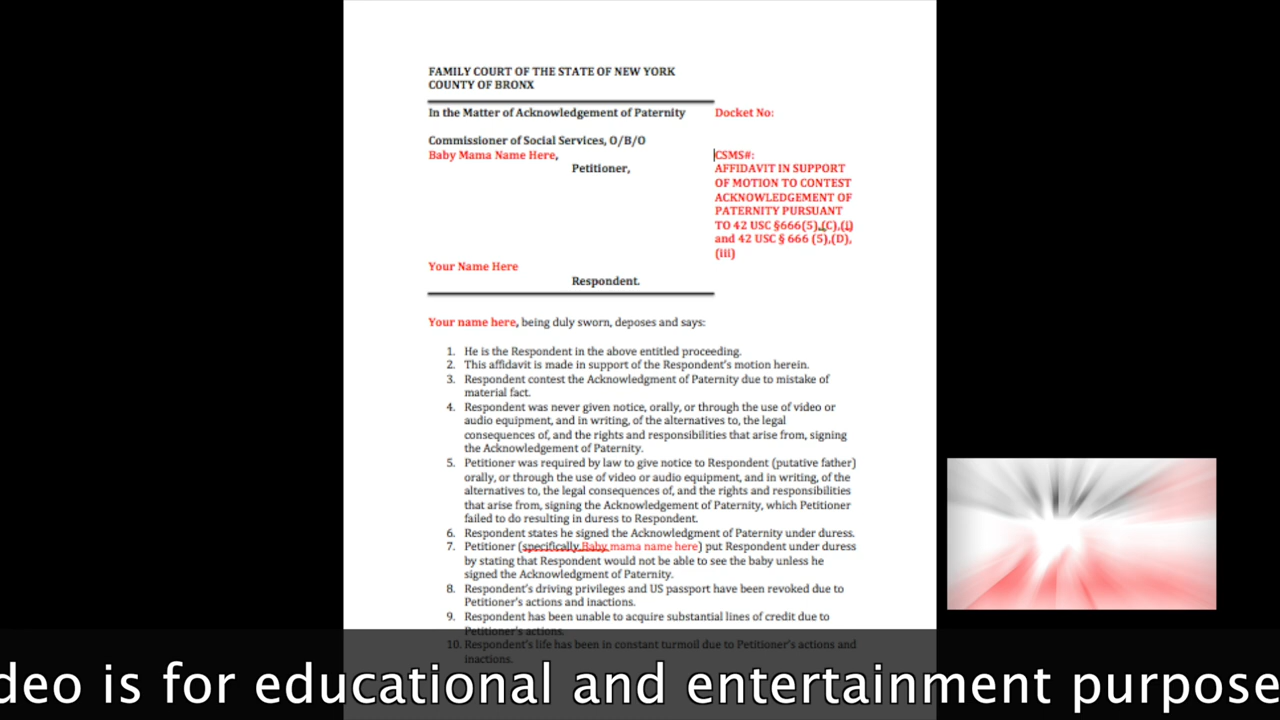 FAMILY COURT OF THE STATE OF NEW YORK
COUNTY OF BRONX
In the Matter of Acknowledgement of Paternity
Docket No:
Commissioner of Social Services, O/B/O
Baby Mama Name Here,
Petitioner,
CSMS#:
AFFIDAVIT IN SUPPORT
OF MOTION TO CONTEST
ACKNOWLEDGEMENT OF
PATERNITY PURSUANT
TO 42 USC §666(5),(C),(i)
and 42 USC § 666 (5),(D),
(iii)
Your Name Here
Respondent.
Your name here, being duly sworn, deposes and says:
1. He is the Respondent in the above entitled proceeding.
2. This affidavit is made in support of the Respondent's motion herein.
3. Respondent contest the Acknowledgment of Paternity due to mistake of
material fact.
4. Respondent was never given notice, orally, or through the use of video or
audio equipment, and in writing, of the alternatives to, the legal
consequences of, and the rights and responsibilities that arise from, signing
the Acknowledgement of Paternity.
5. Petitioner was required by law to give notice to Respondent (putative father)
orally, or through the use of video or audio equipment, and in writing, of the
alternatives to, the legal consequences of, and the rights and responsibilities
that arise from, signing the Acknowledgement of Paternity, which Petitioner
failed to do resulting in duress to Respondent.
6. Respondent states he signed the Acknowledgment of Paternity under duress.
7. Petitioner (specifically Baby mama name here) put Respondent under duress
by stating that Respondent would not be able to see the baby unless he
signed the Acknowledgment of Paternity.
8. Respondent's driving privileges and US passport have been revoked due to
Petitioner's actions and inactions.
9. Respondent has been unable to acquire substantial lines of credit due to
Petitioner's actions.
10. Respondent's life has been in constant turmoil due to Petitioner's actions and
inactions.
deo is for educational and entertainment purpose